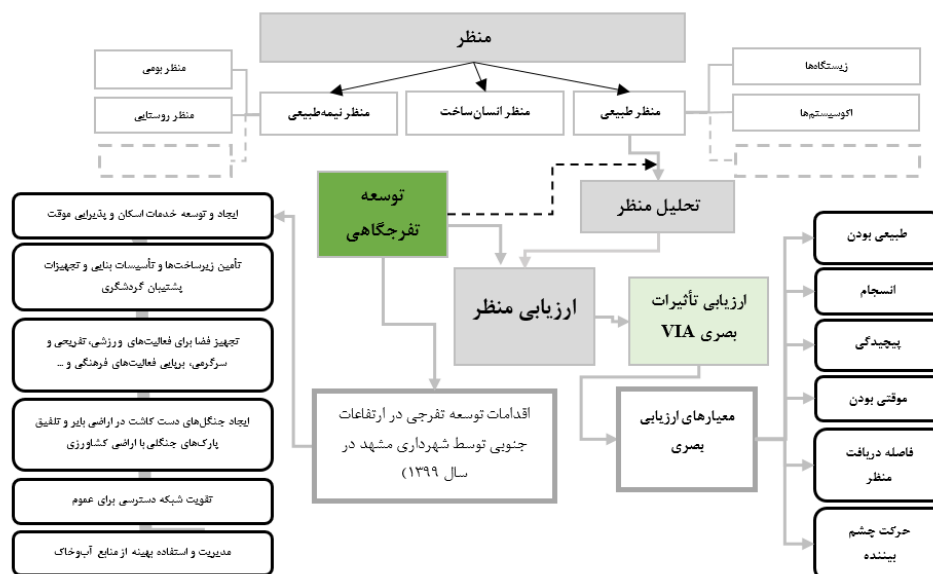 منظر
منظر بومی
زیستگاه‌ها
منظر روستایی
منظر نیمه‌طبیعی
منظر انسان‌ساخت
منظر طبیعی
اکوسیستم‌ها
توسعه
تفرجگاهی
تحلیل منظر
ایجاد و توسعه خدمات اسکان و پذیرایی موقت
تأمین زیرساخت‌ها و تأسیسات بنایی و تجهیزات
پشتیبان گردشگری
تجهیز فضا برای فعالیت‌های ورزشی، تفریحی و
سرگرمی، برپایی فعالیت‌های فرهنگی و ...
ایجاد جنگل‌های دست کاشت در اراضی بایر و تلفیق
پارک‌های جنگلی با اراضی کشاورزی
تقویت شبکه دسترسی برای عموم
مدیریت و استفاده بهینه از منابع آب‌وخاک
ارزیابی منظر
ارزیابی تأثیرات
بصری VIA
اقدامات توسعه تفرجی در ارتفاعات
جنوبی توسط شهرداری مشهد در
سال ۱۳۹۹)
معیارهای ارزیابی
بصری
طبیعی بودن
انسجام
پیچیدگی
موقتی بودن
فاصله دریافت
منظر
حرکت چشم
بیننده